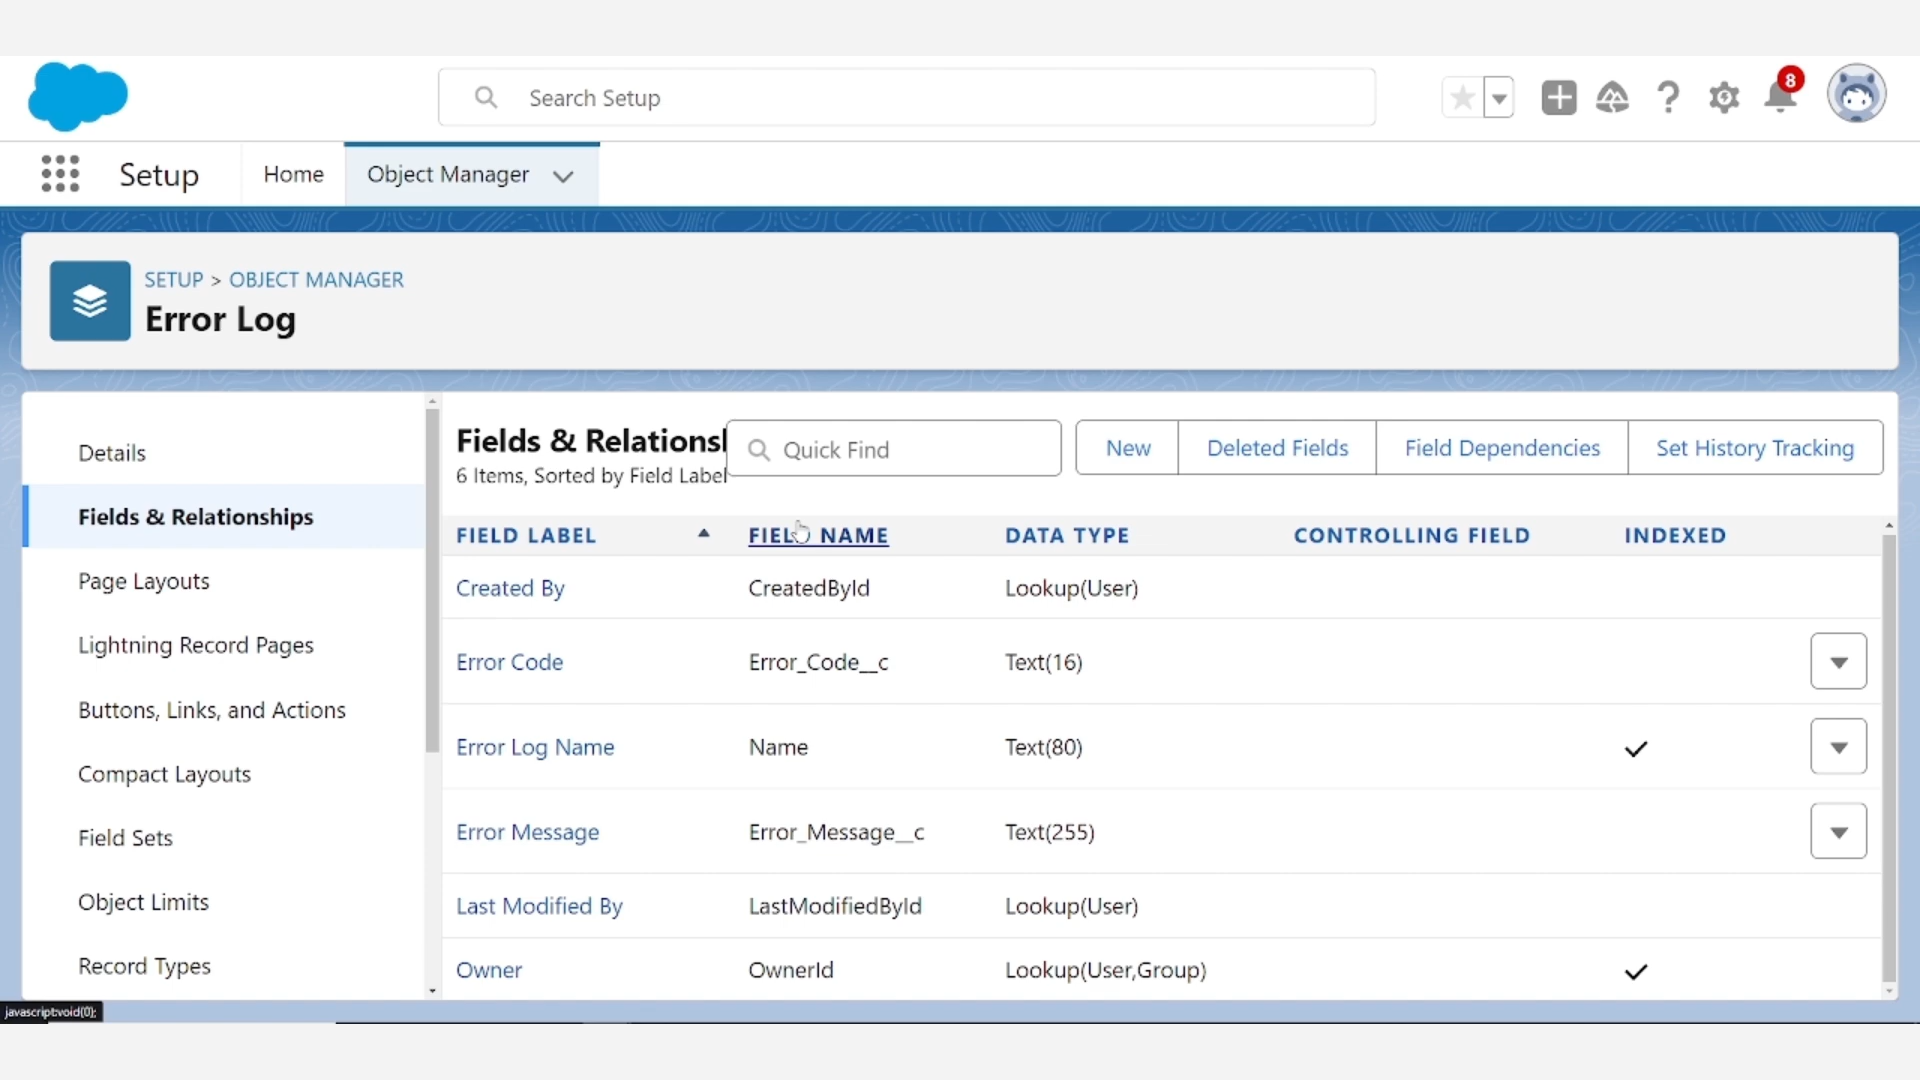 Search Setup
8
Setup
Home
Object Manager
SETUP > OBJECT MANAGER
Error Log
Details
Fields & Relationships
Page Layouts
Lightning Record Pages
Buttons, Links, and Actions
Compact Layouts
Field Sets
Object Limits
Record Types
Fields & Relations
6 Items, Sorted by Field Label
Quick Find
New
Deleted Fields
Field Dependencies
Set History Tracking
FIELD LABEL FIELD NAME DATA TYPE CONTROLLING FIELD INDEXED
Created By CreatedById Lookup(User)
Error Code Error_Code__c Text(16)
Error Log Name Name Text(80)
Error Message Error_Message__c Text(255)
Last Modified By LastModifiedById Lookup(User)
Owner OwnerId Lookup(User,Group)
javascript:void(0);